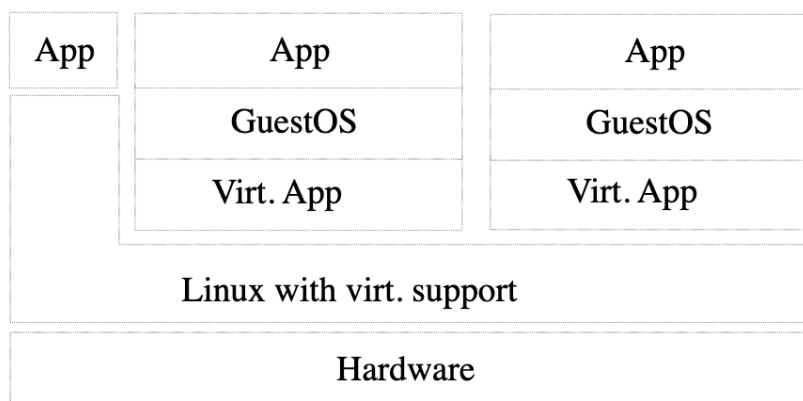 App
App
App
GuestOS
GuestOS
Virt. App
Virt. App
Linux with virt. support
Hardware